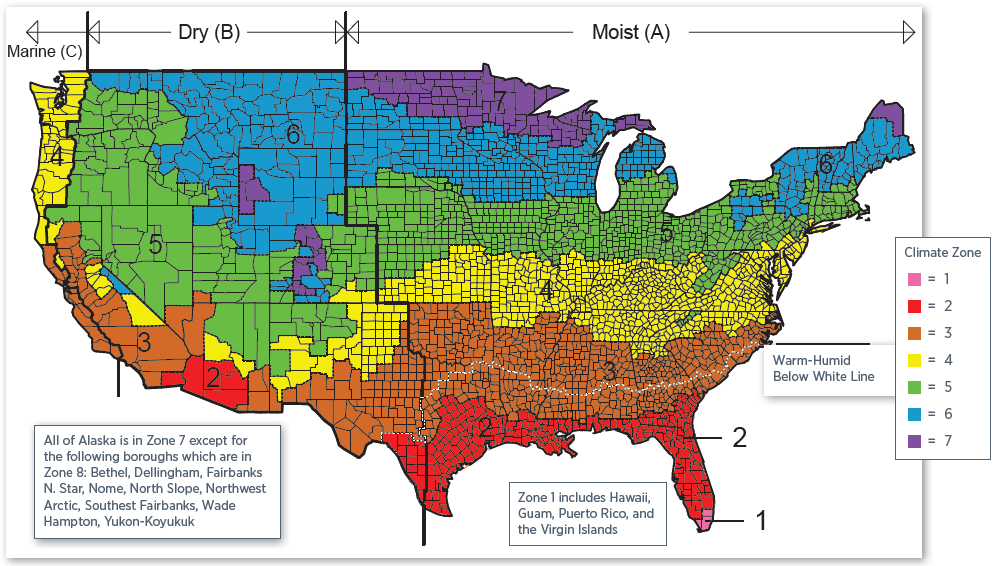 Marine (C)
Dry (B)
Moist (A)
7
6
6
4
5
5
4
3
3
2
2
2
1
Climate Zone
= 1
= 2
= 3
= 4
= 5
= 6
= 7
Warm-Humid
Below White Line
All of Alaska is in Zone 7 except for
the following boroughs which are in
Zone 8: Bethel, Dellingham, Fairbanks
N. Star, Nome, North Slope, Northwest
Arctic, Southest Fairbanks, Wade
Hampton, Yukon-Koyukuk
Zone 1 includes Hawaii,
Guam, Puerto Rico, and
the Virgin Islands